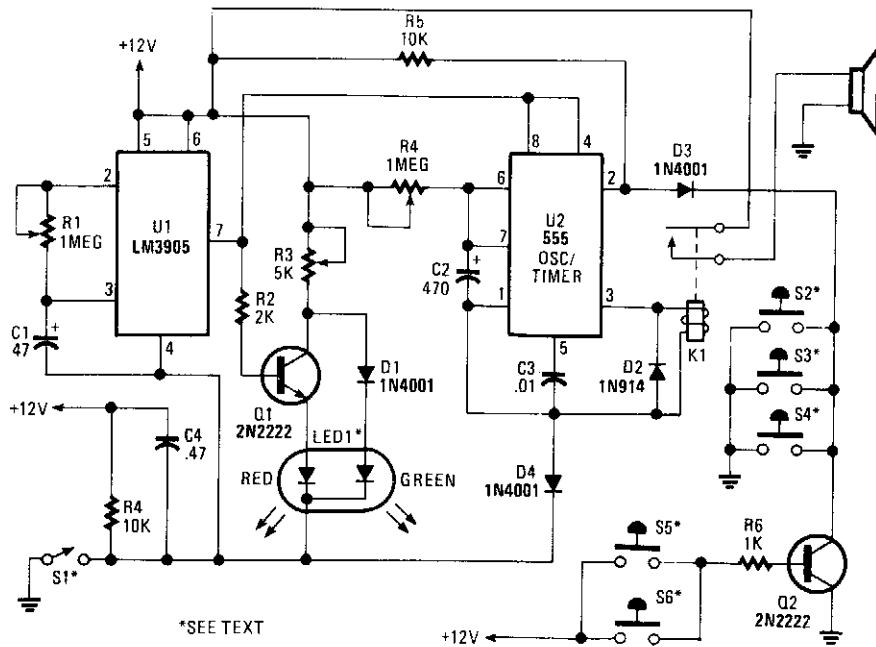 R5
10K
+12V
5
6
8
4
R4
1MEG
D3
1N4001
2
6
2
R1
1MEG
U1
LM3905
7
U2
555
OSC/
TIMER
7
R3
5K
C2
+
470
3
1
3
R2
2K
S2*
C1
+
47
4
5
K1
D1
1N4001
C3
.01
D2
1N914
S3*
Q1
2N2222
S4*
+12V
C4
.47
LED1*
RED
GREEN
D4
1N4001
R4
10K
S5*
R6
1K
S1*
S6*
Q2
2N2222
*SEE TEXT
+12V